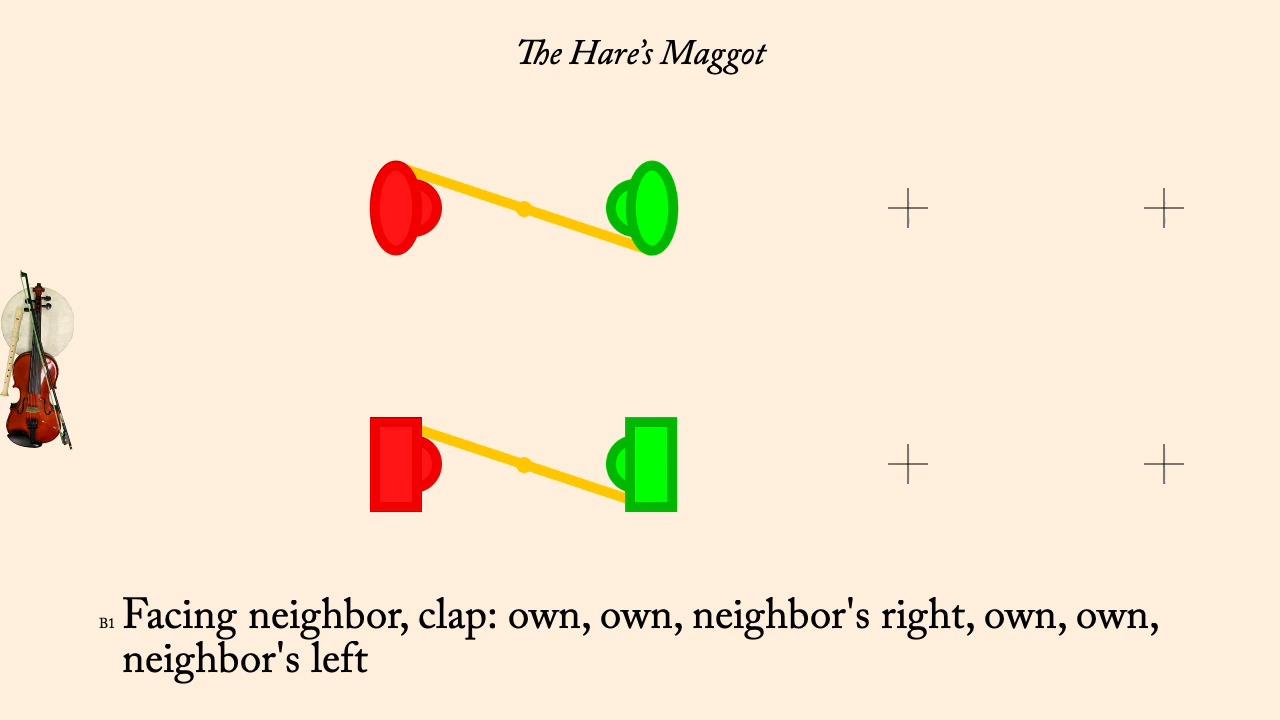 The Hare’s Maggot
B1 Facing neighbor, clap: own, own, neighbor's right, own, own,
neighbor's left